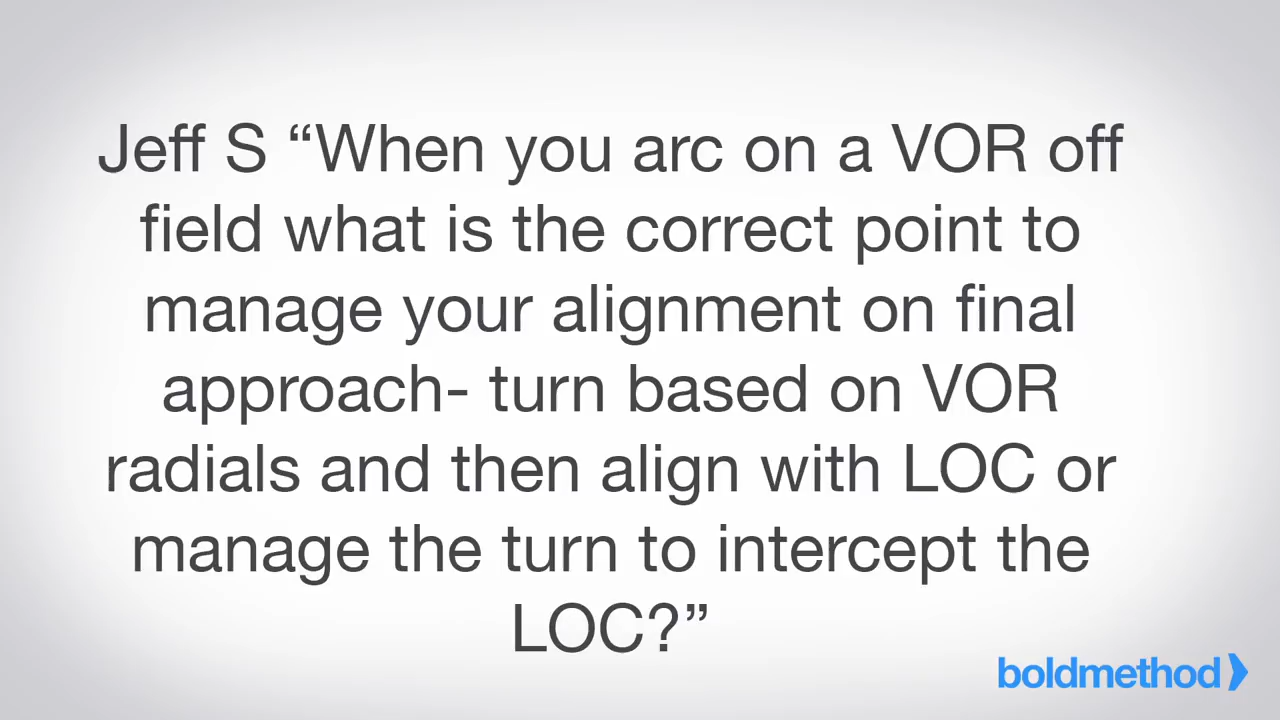 Jeff S “When you arc on a VOR off
field what is the correct point to
manage your alignment on final
approach- turn based on VOR
radials and then align with LOC or
manage the turn to intercept the
LOC?”
boldmethod